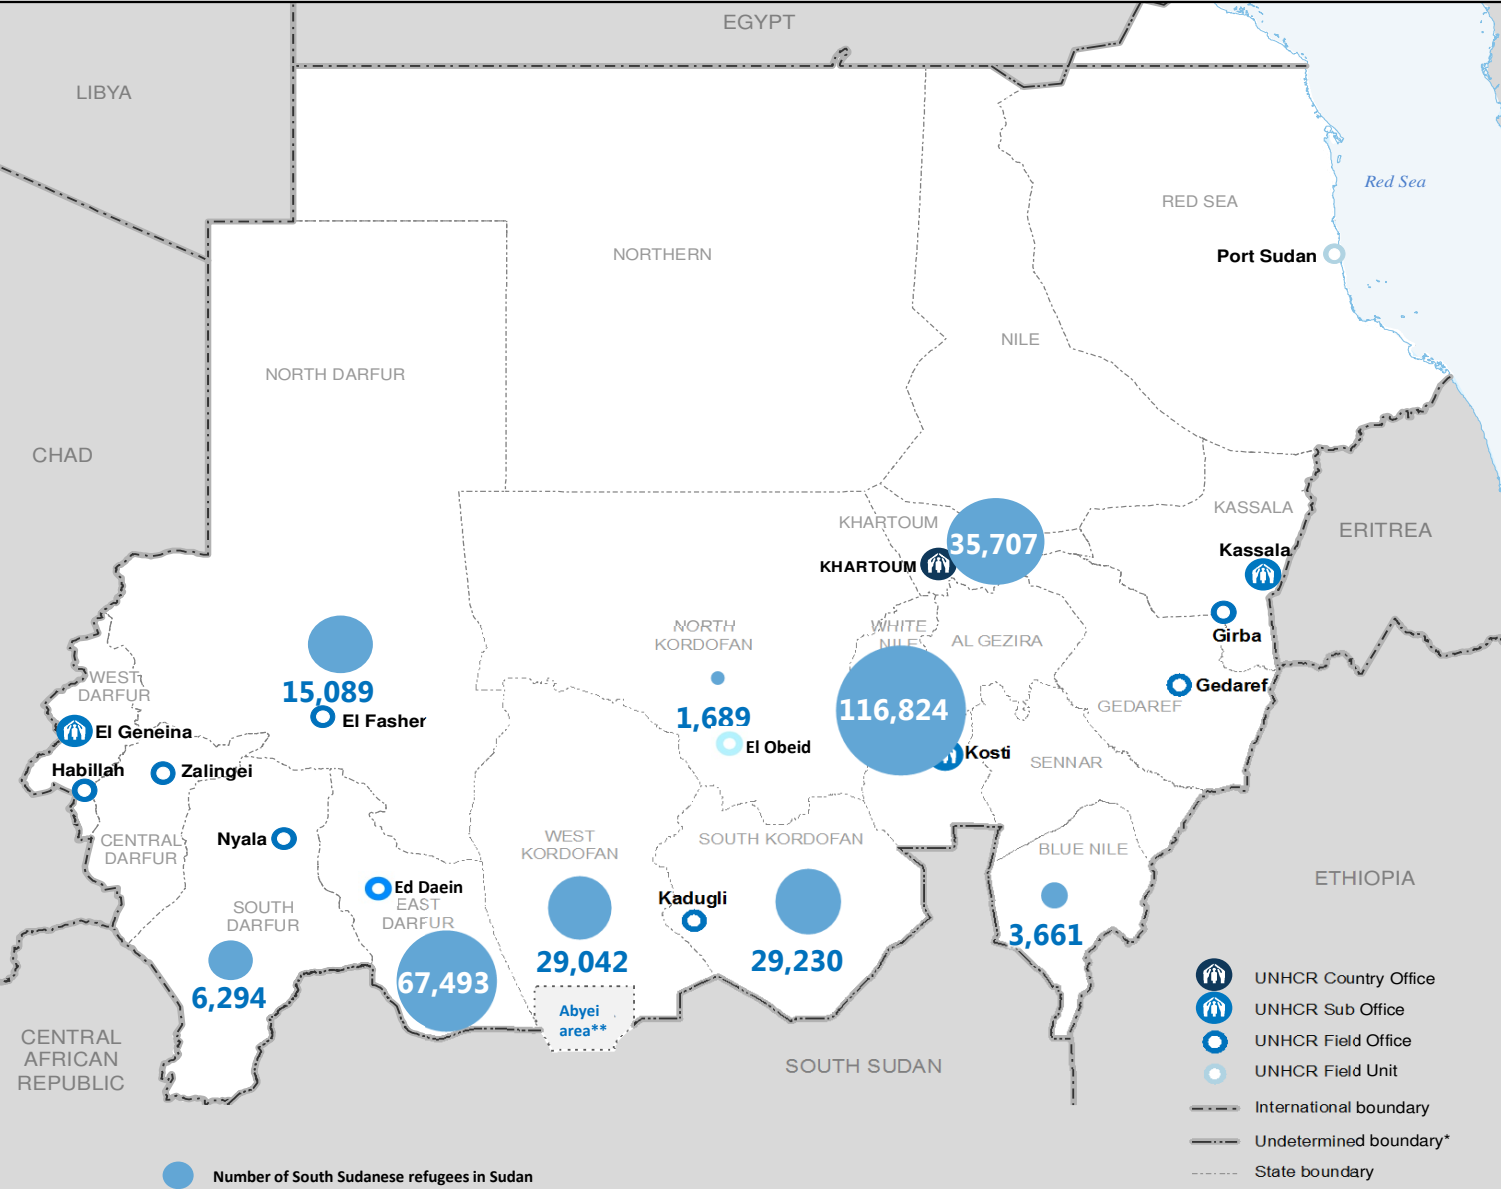 EGYPT
LIBYA
Red Sea
RED SEA
NORTHERN
Port Sudan
NILE
NORTH DARFUR
CHAD
KASSALA
KHARTOUM
ERITREA
35,707
Kassala
KHARTOUM
NORTH
KORDOFAN
WHITE
NILE
AL GEZIRA
Girba
WEST
DARFUR
15,089
El Fasher
Gedaref
GEDAREF
1,689
116,824
El Geneina
El Obeid
Kosti
SENNAR
Habillah
Zalingei
Nyala
CENTRAL
DARFUR
WEST
KORDOFAN
SOUTH KORDOFAN
BLUE NILE
Ed Daein
EAST
DARFUR
Kadugli
ETHIOPIA
SOUTH
DARFUR
3,661
29,042
29,230
67,493
6,294
Abyei
area**
CENTRAL
AFRICAN
REPUBLIC
SOUTH SUDAN
UNHCR Country Office
UNHCR Sub Office
UNHCR Field Office
UNHCR Field Unit
International boundary
Undetermined boundary*
State boundary
Number of South Sudanese refugees in Sudan